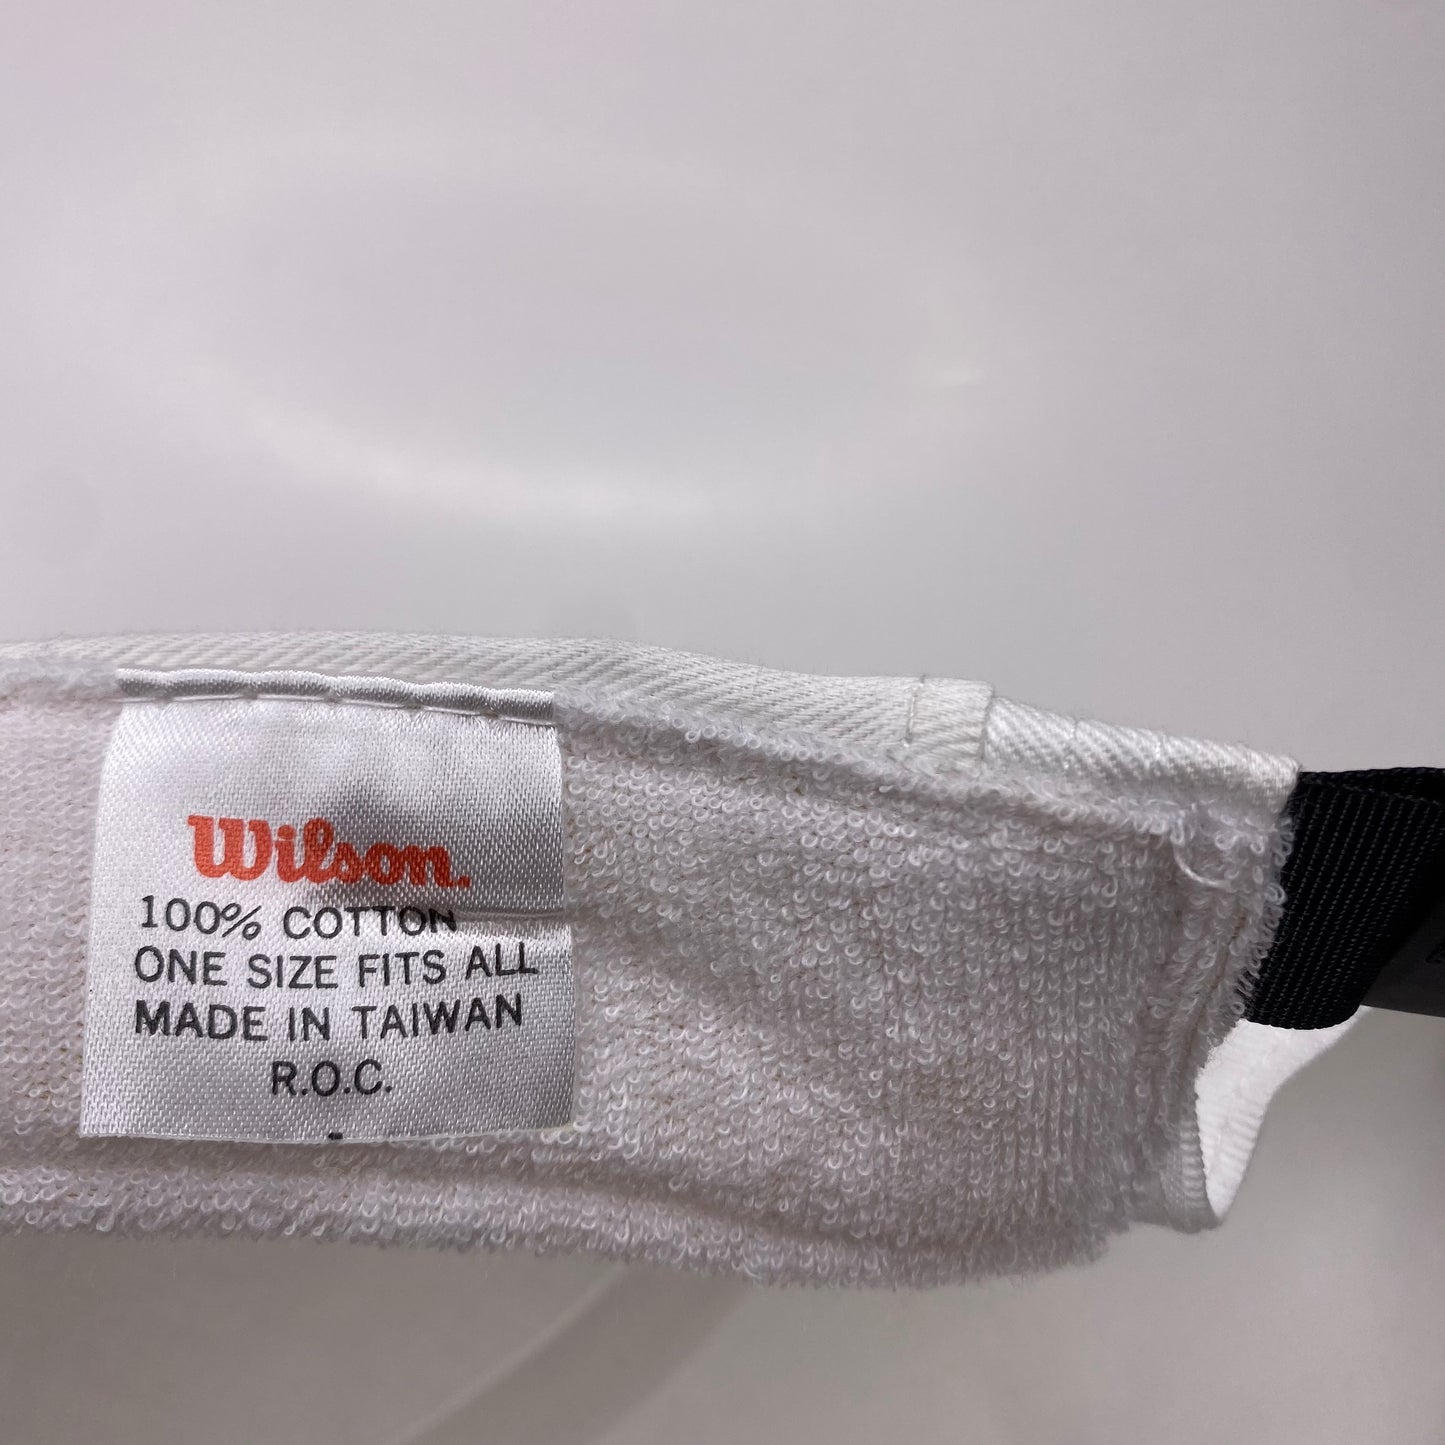 Wilson.
100% COTTON
ONE SIZE FITS ALL
MADE IN TAIWAN
R.O.C.